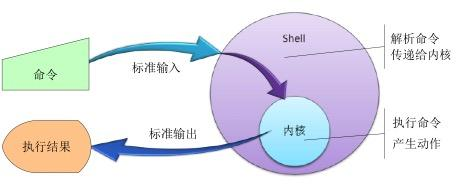 Shell
解析命令
传递给内核
命令
标准输入
内核
执行命令
产生动作
标准输出
执行结果